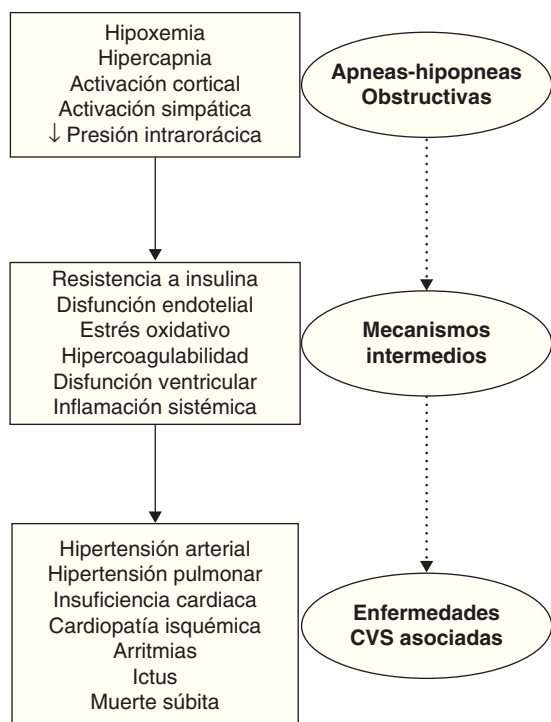 Hipoxemia
Hipercapnia
Activación cortical
Activación simpática
↓ Presión intrarorácica
Apneas-hipopneas
Obstructivas
Resistencia a insulina
Disfunción endotelial
Estrés oxidativo
Hipercoagulabilidad
Disfunción ventricular
Inflamación sistémica
Mecanismos
intermedios
Hipertensión arterial
Hipertensión pulmonar
Insuficiencia cardiaca
Cardiopatía isquémica
Arritmias
Ictus
Muerte súbita
Enfermedades
CVS asociadas